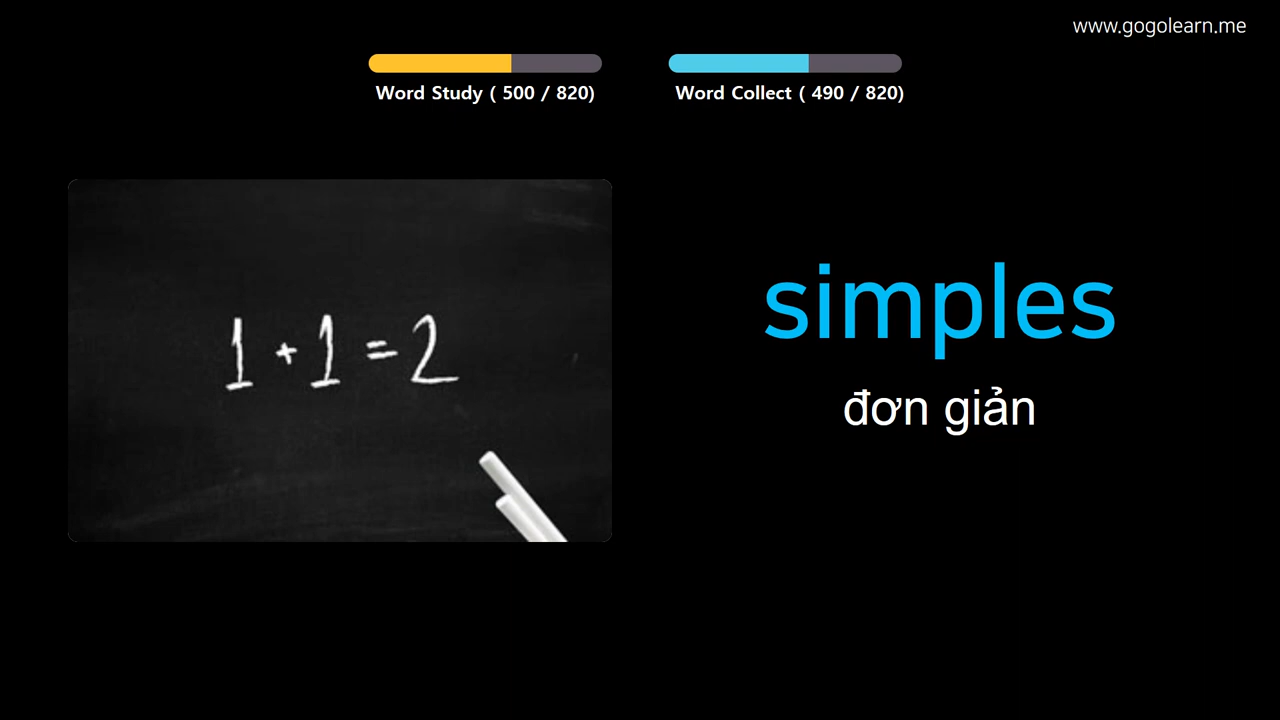 www.gogolearn.me
Word Study ( 500 / 820)
Word Collect ( 490 / 820)
1 + 1 = 2
simples
đơn giản